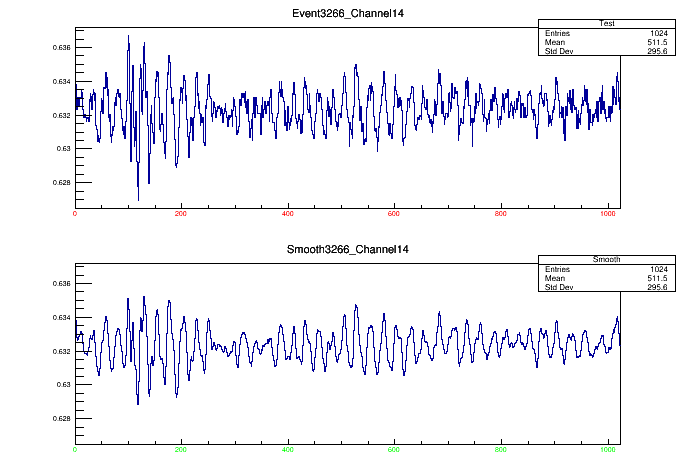 Event3266_Channel14
Test
Entries 1024
Mean 511.5
Std Dev 295.6
0.636
0.634
0.632
0.63
0.628
0 200 400 600 800 1000
Smooth3266_Channel14
Smooth
Entries 1024
Mean 511.5
Std Dev 295.6
0.636
0.634
0.632
0.63
0.628
0 200 400 600 800 1000